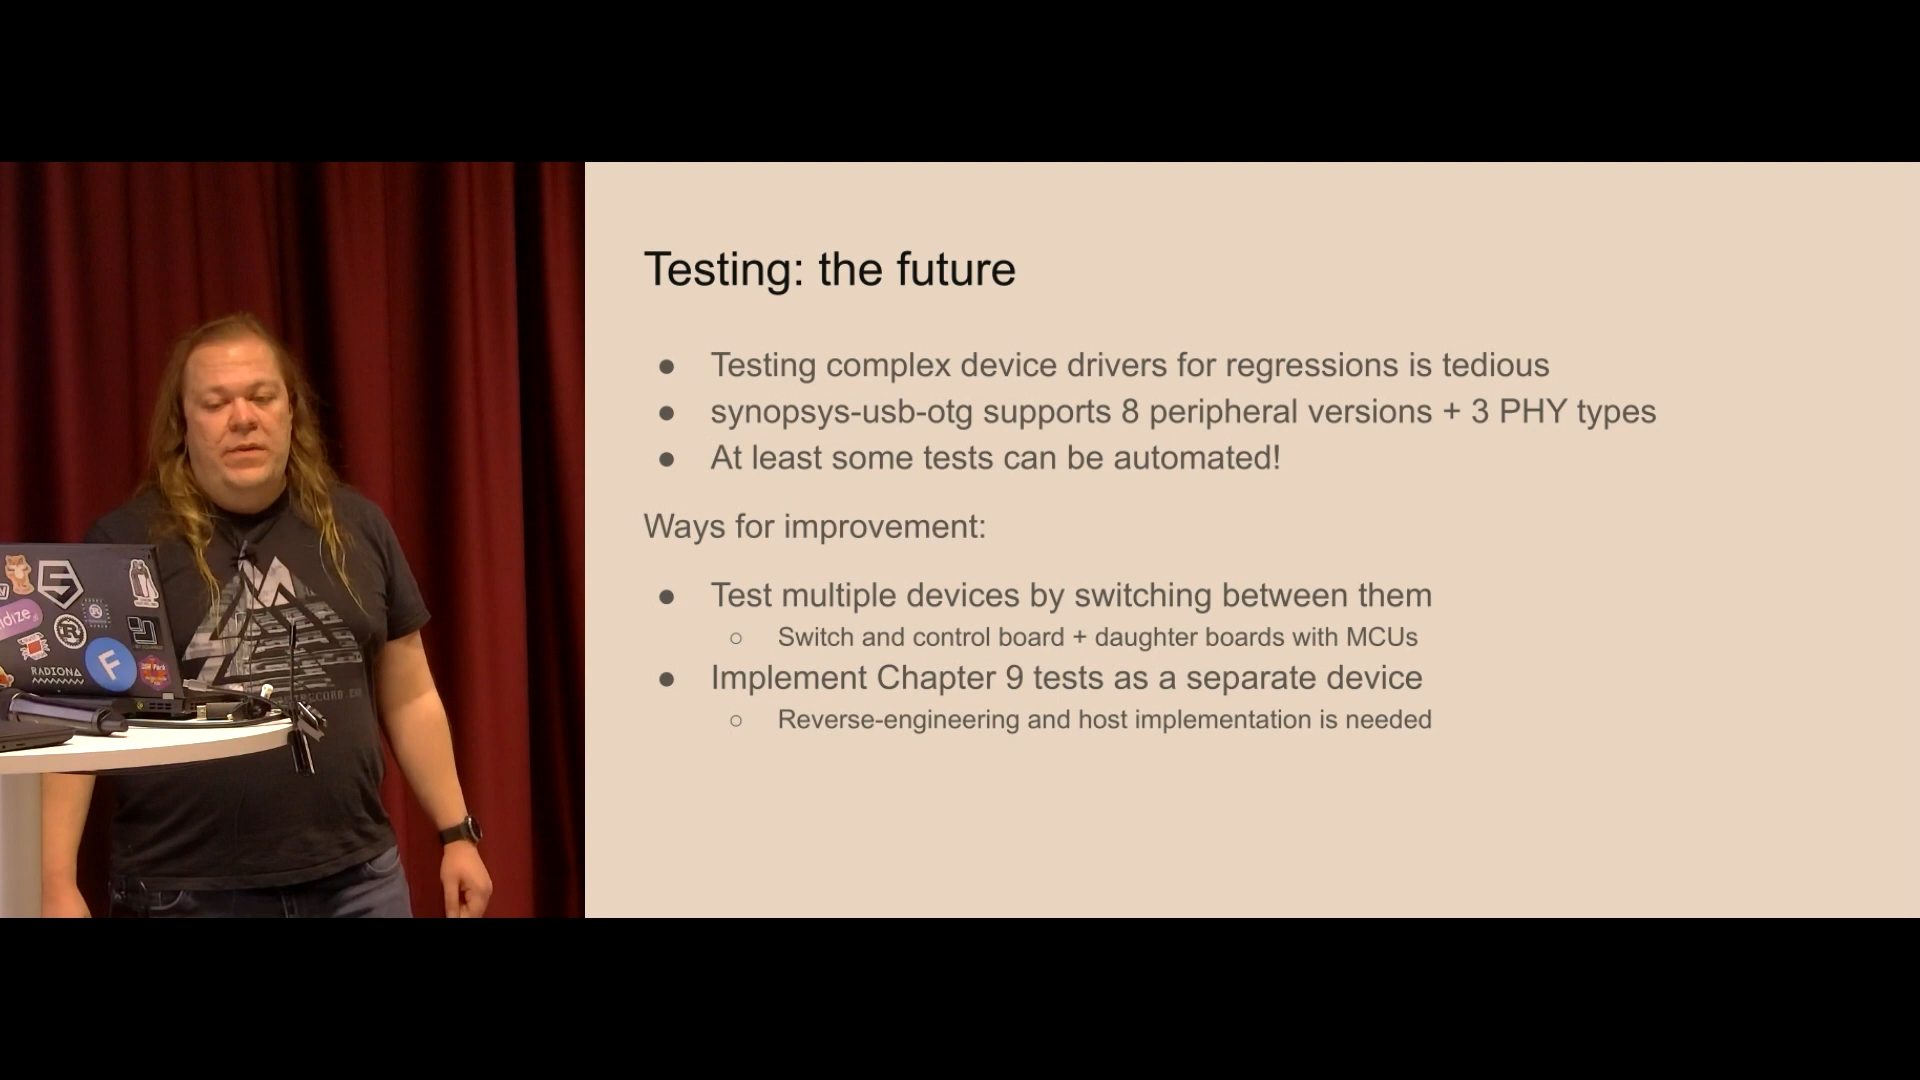 Testing: the future
● Testing complex device drivers for regressions is tedious
● synopsys-usb-otg supports 8 peripheral versions + 3 PHY types
● At least some tests can be automated!
Ways for improvement:
● Test multiple devices by switching between them
○ Switch and control board + daughter boards with MCUs
● Implement Chapter 9 tests as a separate device
○ Reverse-engineering and host implementation is needed
5
R
F
RADIONA